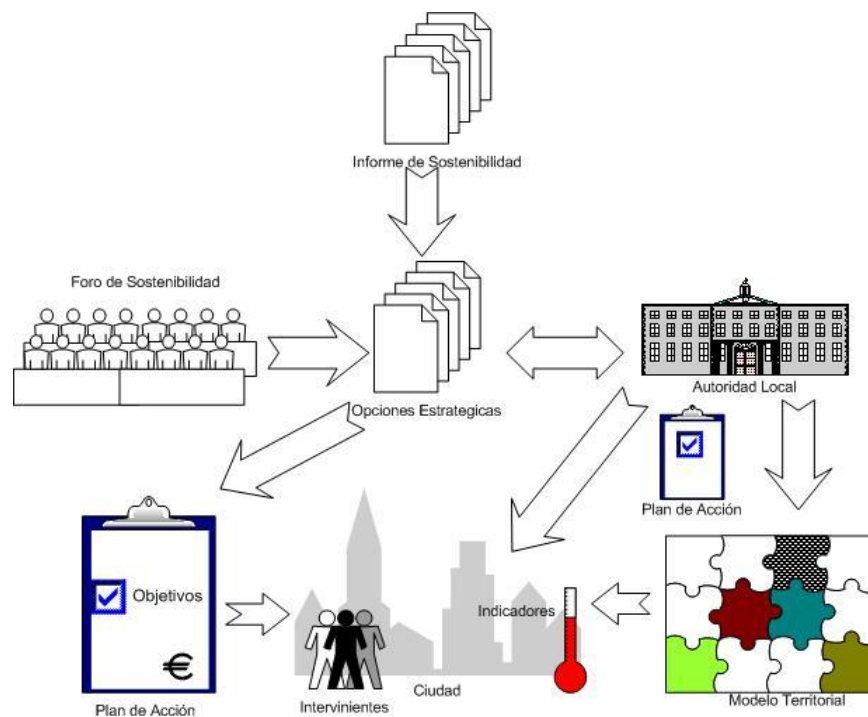 Informe de Sostenibilidad
Foro de Sostenibilidad
Opciones Estrategicas
Autoridad Local
Plan de Acción
Objetivos
€
Indicadores
Plan de Acción
Intervinientes
Ciudad
Modelo Territorial